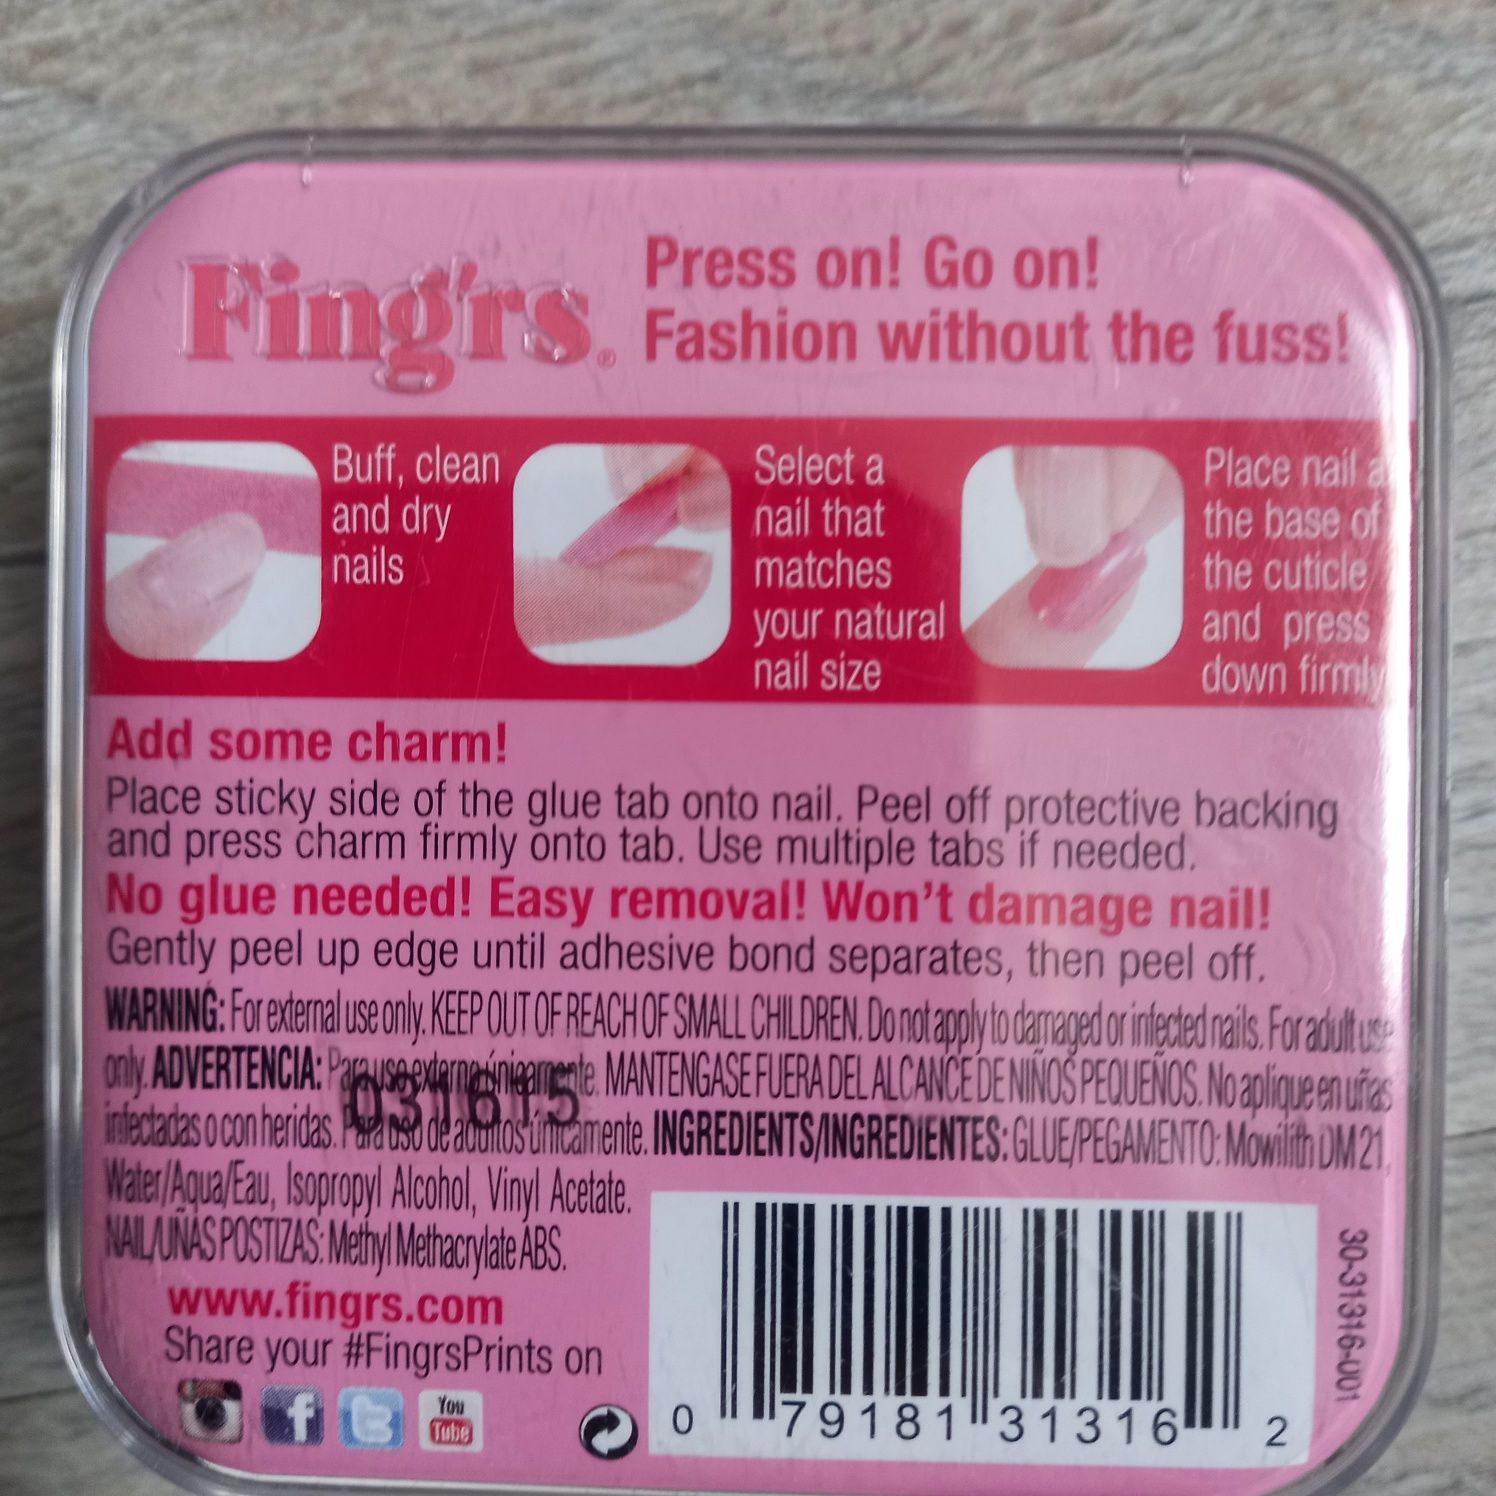 Fing'rs®
Press on! Go on!
Fashion without the fuss!
Buff, clean
and dry
nails
Select a
nail that
matches
your natural
nail size
Place nail
the base of
the cuticle
and press
down firmly
Add some charm!
Place sticky side of the glue tab onto nail. Peel off protective backing
and press charm firmly onto tab. Use multiple tabs if needed.
No glue needed! Easy removal! Won't damage nail!
Gently peel up edge until adhesive bond separates, then peel off.
WARNING: For external use only. KEEP OUT OF REACH OF SMALL CHILDREN. Do not apply to damaged or infected nails. For adult use
only. ADVERTENCIA: Para uso externo únicamente. MANTENGASE FUERA DEL ALCANCE DE NIÑOS PEQUEÑOS. No aplique en uñas
031615
infectadas o con heridas. Para uso de adultos únicamente. INGREDIENTS/INGREDIENTES: GLUE/PEGAMENTO: Mowilith DM 21,
Water/Aqua/Eau, Isopropyl Alcohol, Vinyl Acetate.
NAIL/UÑAS POSTIZAS: Methyl Methacrylate ABS.
www.fingrs.com
Share your #FingrsPrints on
f
You
Tube
0 79181 31316 2
30-31316-001